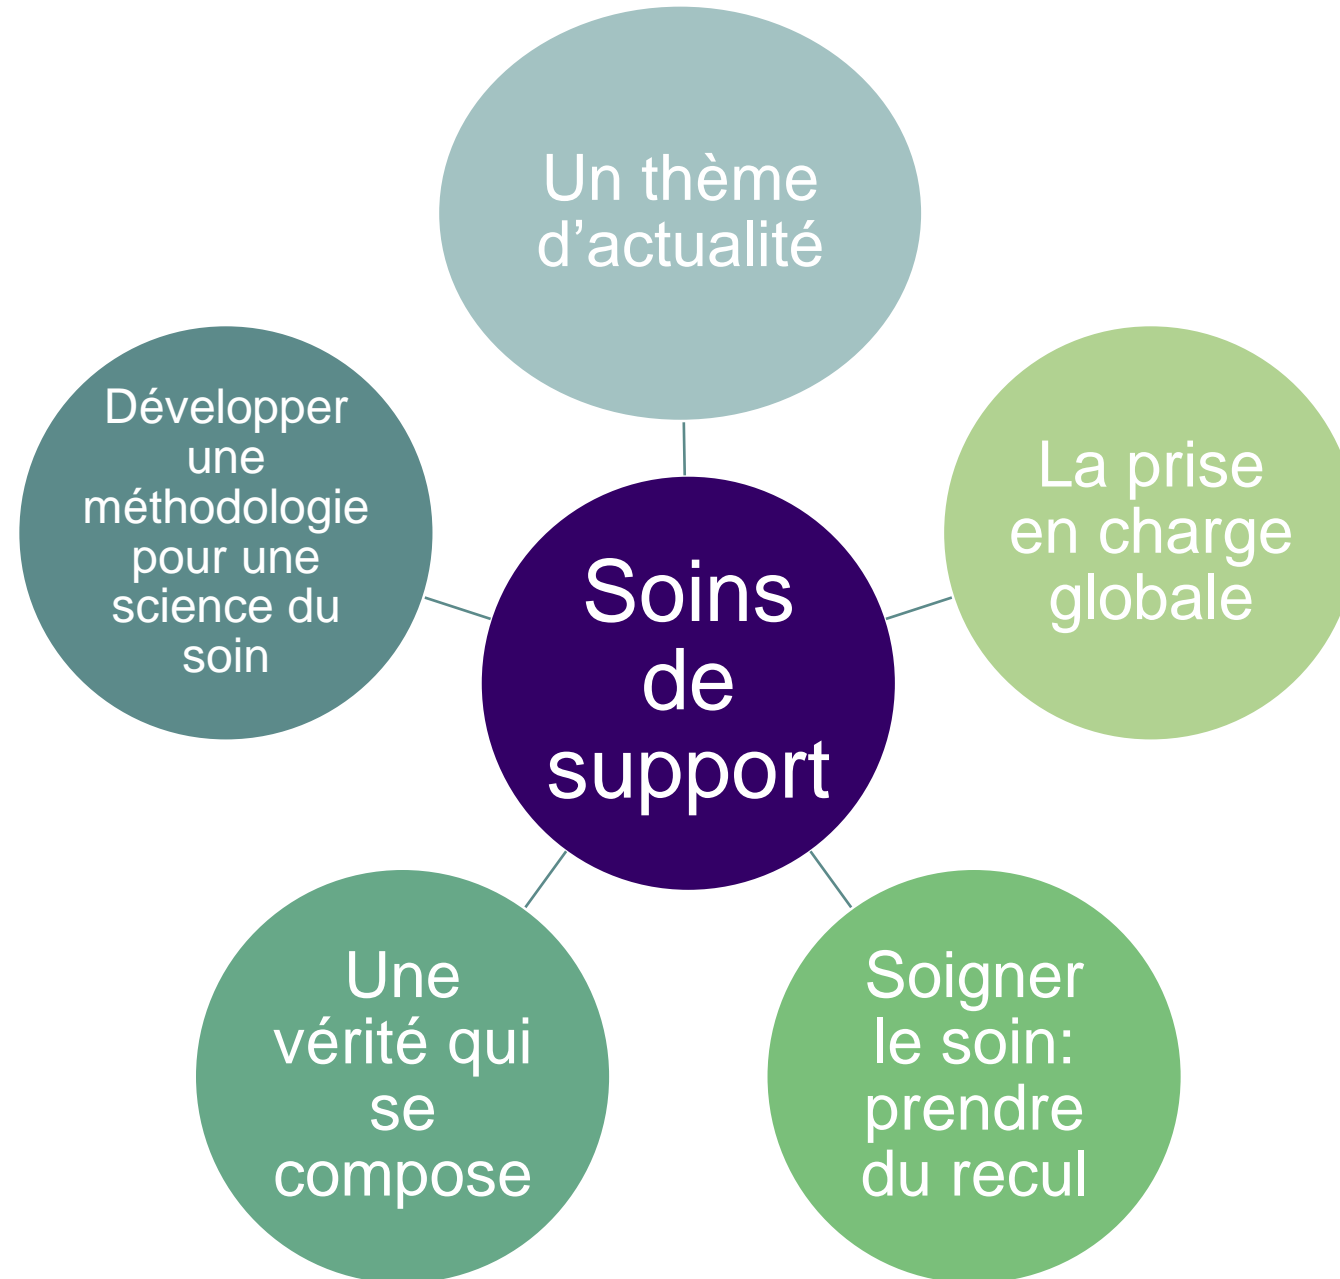 Un thème
d’actualité
La prise
en charge
globale
Soigner
le soin:
prendre
du recul
Une
vérité qui
se
compose
Développer
une
méthodologie
pour une
science du
soin
Soins
de
support